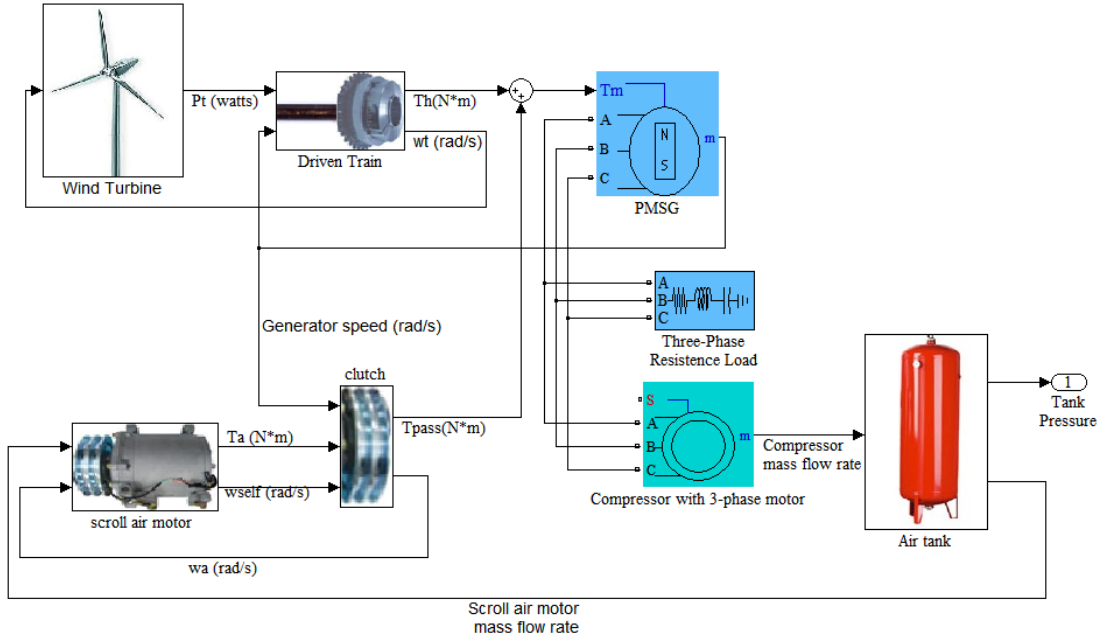 Pt (watts)
Wind Turbine
Th(N*m)
wt (rad/s)
Driven Train
+
+
Tm
A
B
C
N
S
m
PMSG
A
B
C
Three-Phase
Resistence Load
Generator speed (rad/s)
clutch
Tpass(N*m)
Ta (N*m)
wself (rad/s)
scroll air motor
wa (rad/s)
S
A
B
C
m
Compressor with 3-phase motor
Compressor
mass flow rate
Air tank
1
Tank
Pressure
Scroll air motor
mass flow rate